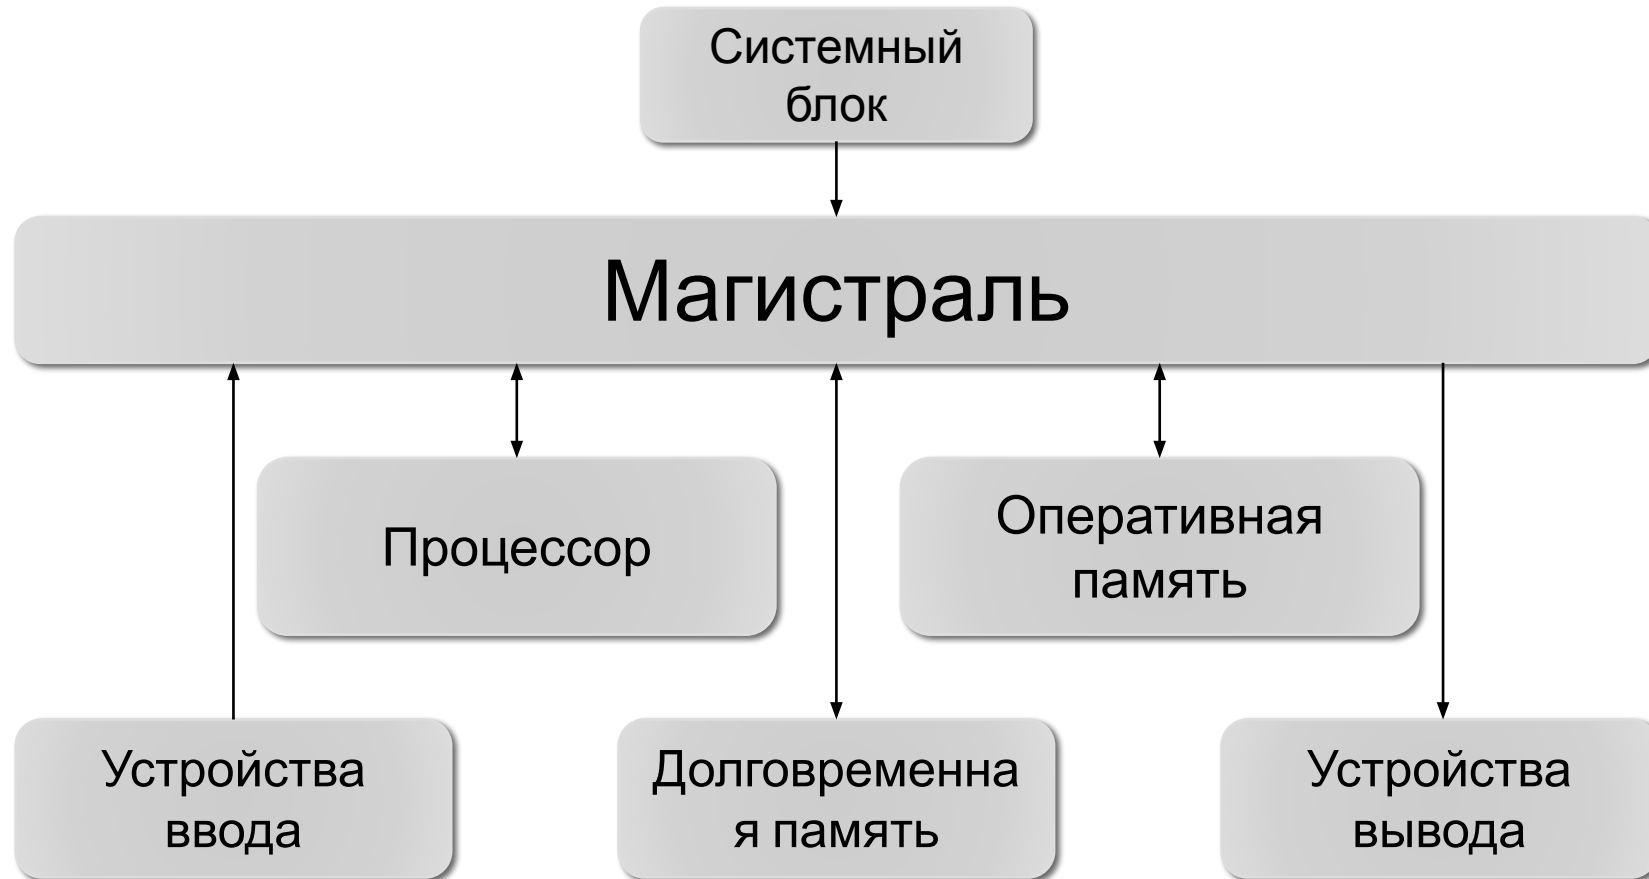 Системный
блок
Магистраль
Процессор
Оперативная
память
Устройства
ввода
Долговременна
я память
Устройства
вывода